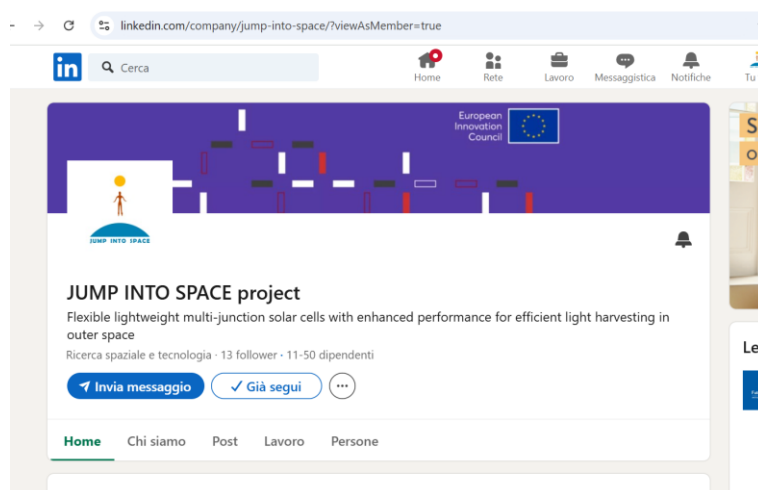 linkedin.com/company/jump-into-space/?viewAsMember=true
in
Cerca
Home
Rete
Lavoro
Messaggistica
Notifiche
Tu
European
Innovation
Council
JUMP INTO SPACE
JUMP INTO SPACE project
Flexible lightweight multi-junction solar cells with enhanced performance for efficient light harvesting in
outer space
Ricerca spaziale e tecnologia · 13 follower · 11-50 dipendenti
Invia messaggio
Già segui
Home
Chi siamo
Post
Lavoro
Persone
S
o
Le